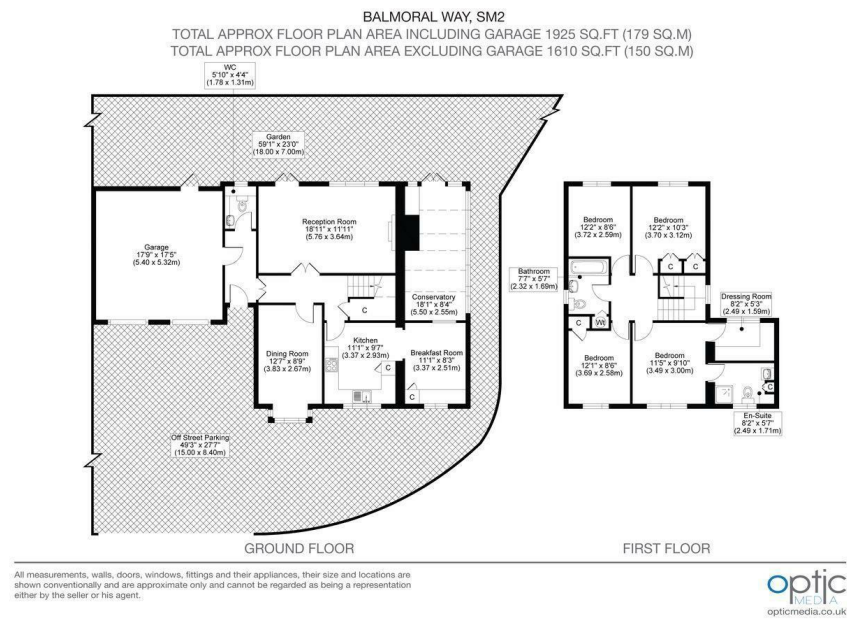 BALMORAL WAY, SM2
TOTAL APPROX FLOOR PLAN AREA INCLUDING GARAGE 1925 SQ.FT (179 SQ.M)
TOTAL APPROX FLOOR PLAN AREA EXCLUDING GARAGE 1610 SQ.FT (150 SQ.M)
WC
5'10" x 4'4"
(1.78 x 1.31m)
Garden
59'1" x 23'0"
(18.00 x 7.00m)
Garage
17'9" x 17'5"
(5.40 x 5.32m)
Reception Room
18'11" x 11'11"
(5.76 x 3.64m)
Conservatory
18'1" x 8'4"
(5.50 x 2.55m)
C
Dining Room
12'7" x 8'9"
(3.83 x 2.67m)
Kitchen
11'1" x 9'7"
(3.37 x 2.93m)
C
Breakfast Room
11'1" x 8'3"
(3.37 x 2.51m)
C
Off Street Parking
49'3" x 27'7"
(15.00 x 8.40m)
GROUND FLOOR
Bedroom
12'2" x 8'6"
(3.72 x 2.59m)
Bedroom
12'2" x 10'3"
(3.70 x 3.12m)
C
C
Bathroom
7'7" x 5'7"
(2.32 x 1.69m)
Dressing Room
8'2" x 5'3"
(2.49 x 1.59m)
C
Wt
Bedroom
12'1" x 8'6"
(3.69 x 2.58m)
Bedroom
11'5" x 9'10"
(3.49 x 3.00m)
C
En-Suite
8'2" x 5'7"
(2.49 x 1.71m)
FIRST FLOOR
All measurements, walls, doors, windows, fittings and their appliances, their size and locations are
shown conventionally and are approximate only and cannot be regarded as being a representation
either by the seller or his agent.
optic
MEDIA
opticmedia.co.uk